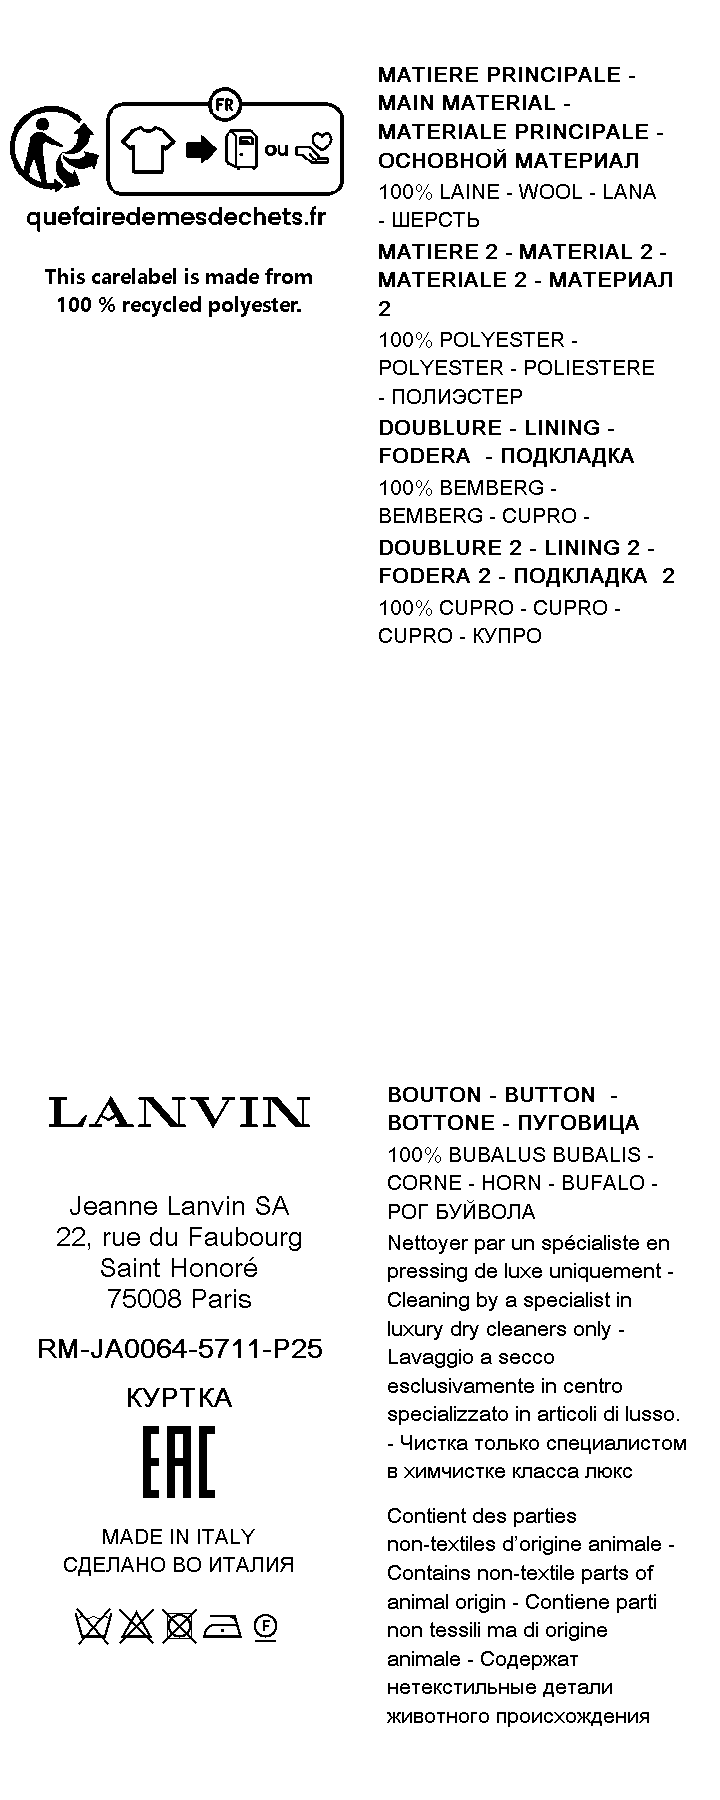 FR
ou
quefairedemesdechets.fr
This carelabel is made from
100 % recycled polyester.
MATIERE PRINCIPALE -
MAIN MATERIAL -
MATERIALE PRINCIPALE -
ОСНОВНОЙ МАТЕРИАЛ
100% LAINE - WOOL - LANA
- ШЕРСТЬ
MATIERE 2 - MATERIAL 2 -
MATERIALE 2 - МАТЕРИАЛ
2
100% POLYESTER -
POLYESTER - POLIESTERE
- ПОЛИЭСТЕР
DOUBLURE - LINING -
FODERA - ПОДКЛАДКА
100% BEMBERG -
BEMBERG - CUPRO -
DOUBLURE 2 - LINING 2 -
FODERA 2 - ПОДКЛАДКА 2
100% CUPRO - CUPRO -
CUPRO - КУПРО
LANVIN
Jeanne Lanvin SA
22, rue du Faubourg
Saint Honoré
75008 Paris
RM-JA0064-5711-P25
КУРТКА
EAC
MADE IN ITALY
СДЕЛАНО ВО ИТАЛИЯ
F
BOUTON - BUTTON -
BOTTONE - ПУГОВИЦА
100% BUBALUS BUBALIS -
CORNE - HORN - BUFALO -
РОГ БУЙВОЛА
Nettoyer par un spécialiste en
pressing de luxe uniquement -
Cleaning by a specialist in
luxury dry cleaners only -
Lavaggio a secco
esclusivamente in centro
specializzato in articoli di lusso.
- Чистка только специалистом
в химчистке класса люкс
Contient des parties
non-textiles d’origine animale -
Contains non-textile parts of
animal origin - Contiene parti
non tessili ma di origine
animale - Содержат
нетекстильные детали
животного происхождения